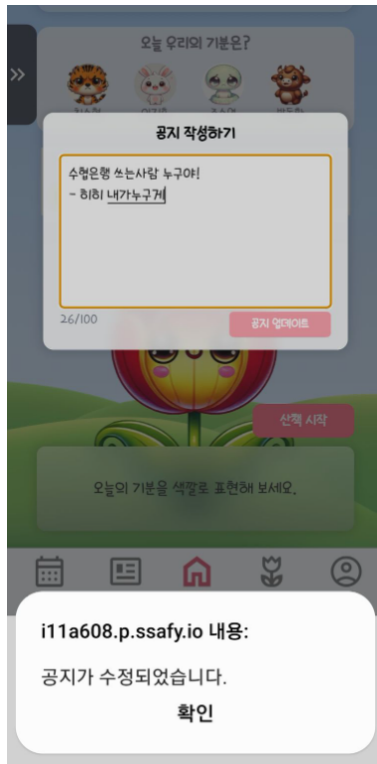 오늘 우리의 기분은?
공지 작성하기
수협은행 쓰는사람 누구야!
- 히히 내가누구게
26/100
공지 업데이트
산책 시작
오늘의 기분을 색깔로 표현해 보세요.
i11a608.p.ssafy.io 내용:
공지가 수정되었습니다.
확인